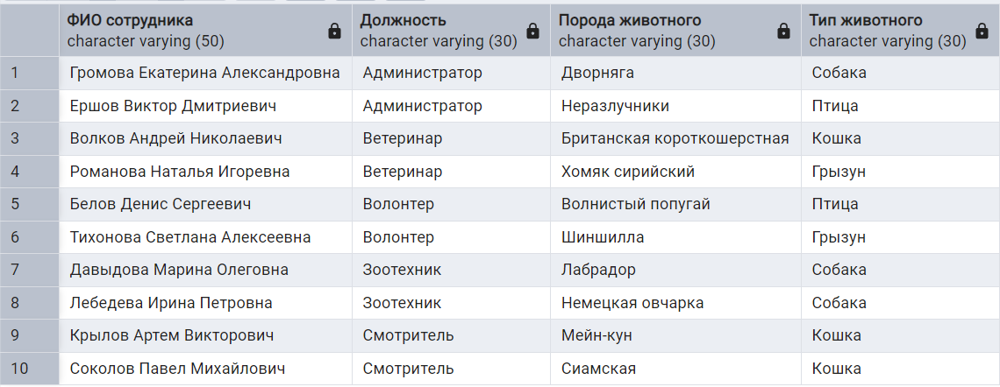 ФИО сотрудника Должность Порода животного Тип животного
character varying (50) character varying (30) character varying (30) character varying (30)
1 Громова Екатерина Александровна Администратор Дворняга Собака
2 Ершов Виктор Дмитриевич Администратор Неразлучники Птица
3 Волков Андрей Николаевич Ветеринар Британская короткошерстная Кошка
4 Романова Наталья Игоревна Ветеринар Хомяк сирийский Грызун
5 Белов Денис Сергеевич Волонтер Волнистый попугай Птица
6 Тихонова Светлана Алексеевна Волонтер Шиншилла Грызун
7 Давыдова Марина Олеговна Зоотехник Лабрадор Собака
8 Лебедева Ирина Петровна Зоотехник Немецкая овчарка Собака
9 Крылов Артем Викторович Смотритель Мейн-кун Кошка
10 Соколов Павел Михайлович Смотритель Сиамская Кошка